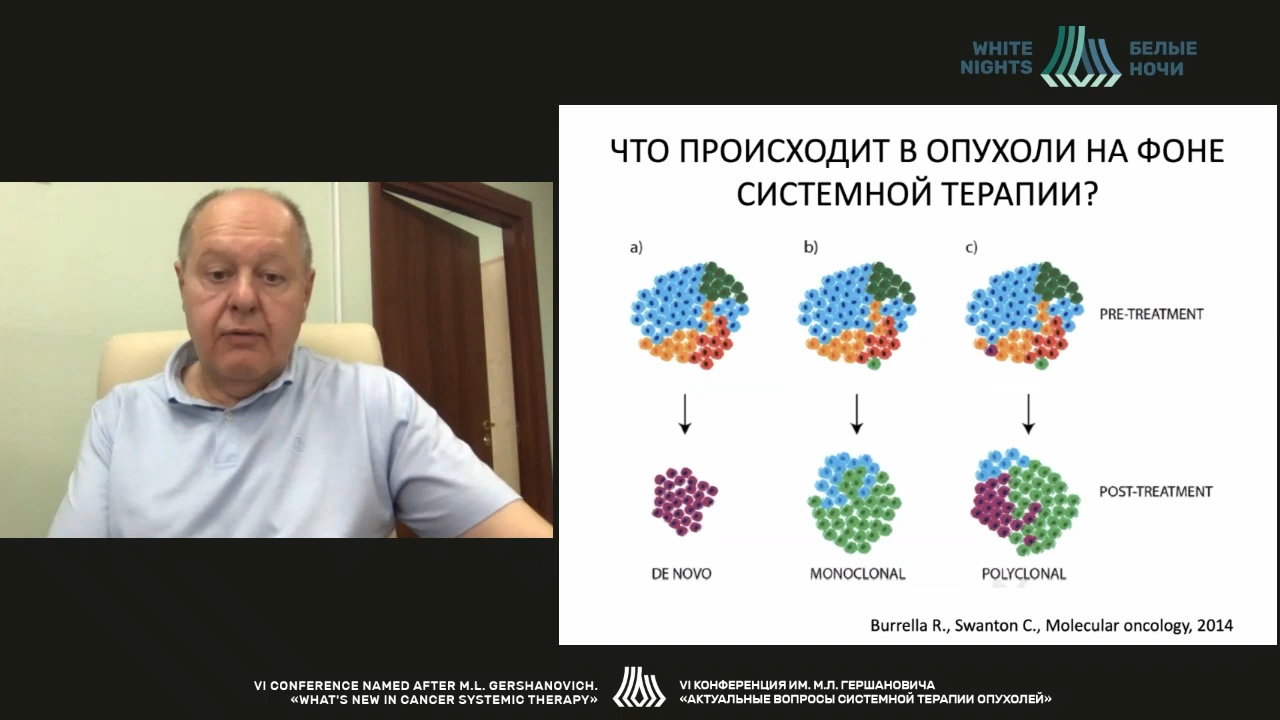 WHITE
NIGHTS
БЕЛЫЕ
НОЧИ
ЧТО ПРОИСХОДИТ В ОПУХОЛИ НА ФОНЕ
СИСТЕМНОЙ ТЕРАПИИ?
a)
b)
c)
PRE-TREATMENT
POST-TREATMENT
DE NOVO
MONOCLONAL
POLYCLONAL
Burrella R., Swanton C., Molecular oncology, 2014
VI CONFERENCE NAMED AFTER M.L. GERSHANOVICH.
«WHAT'S NEW IN CANCER SYSTEMIC THERAPY»
VI КОНФЕРЕНЦИЯ ИМ. М.Л. ГЕРШАНОВИЧА
«АКТУАЛЬНЫЕ ВОПРОСЫ СИСТЕМНОЙ ТЕРАПИИ ОПУХОЛЕЙ»